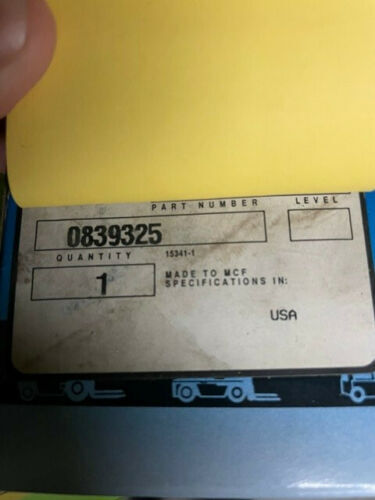 PART NUMBER LEVEL
0839325
QUANTITY 15341-1
1 MADE TO MCF
SPECIFICATIONS IN:
USA